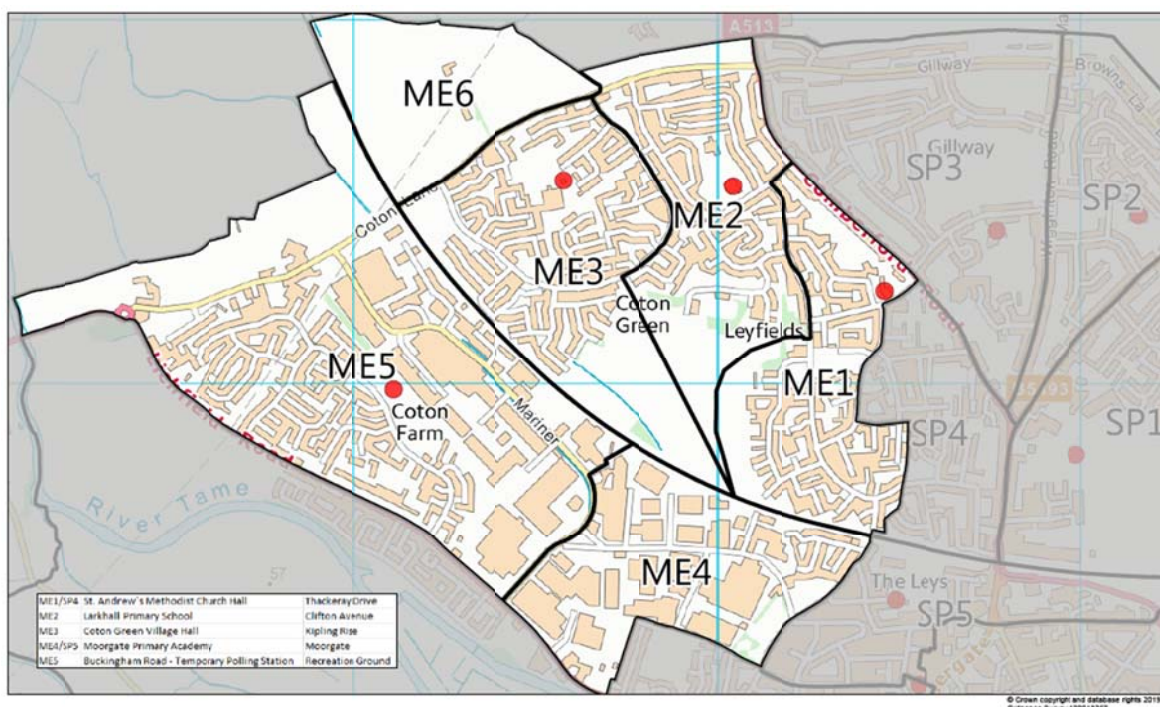 A513
Gillway
Browns La
ME6
Gillway
SP3
SP2
Wigginton Road
Coton Lane
Comberford Road
ME2
ME3
Coton
Green
Leyfields
ME5
ME1
Coton
Farm
Mariner
Lichfield Road
SP4
SP1
River Tame
57
ME4
The Leys
SP5
ME1/SP4 St. Andrew's Methodist Church Hall Thackeray Drive
ME2 Larkhall Primary School Clifton Avenue
ME3 Coton Green Village Hall Kipling Rise
ME4/SP5 Moorgate Primary Academy Moorgate
ME5 Buckingham Road - Temporary Polling Station Recreation Ground
© Crown copyright and database rights 2019